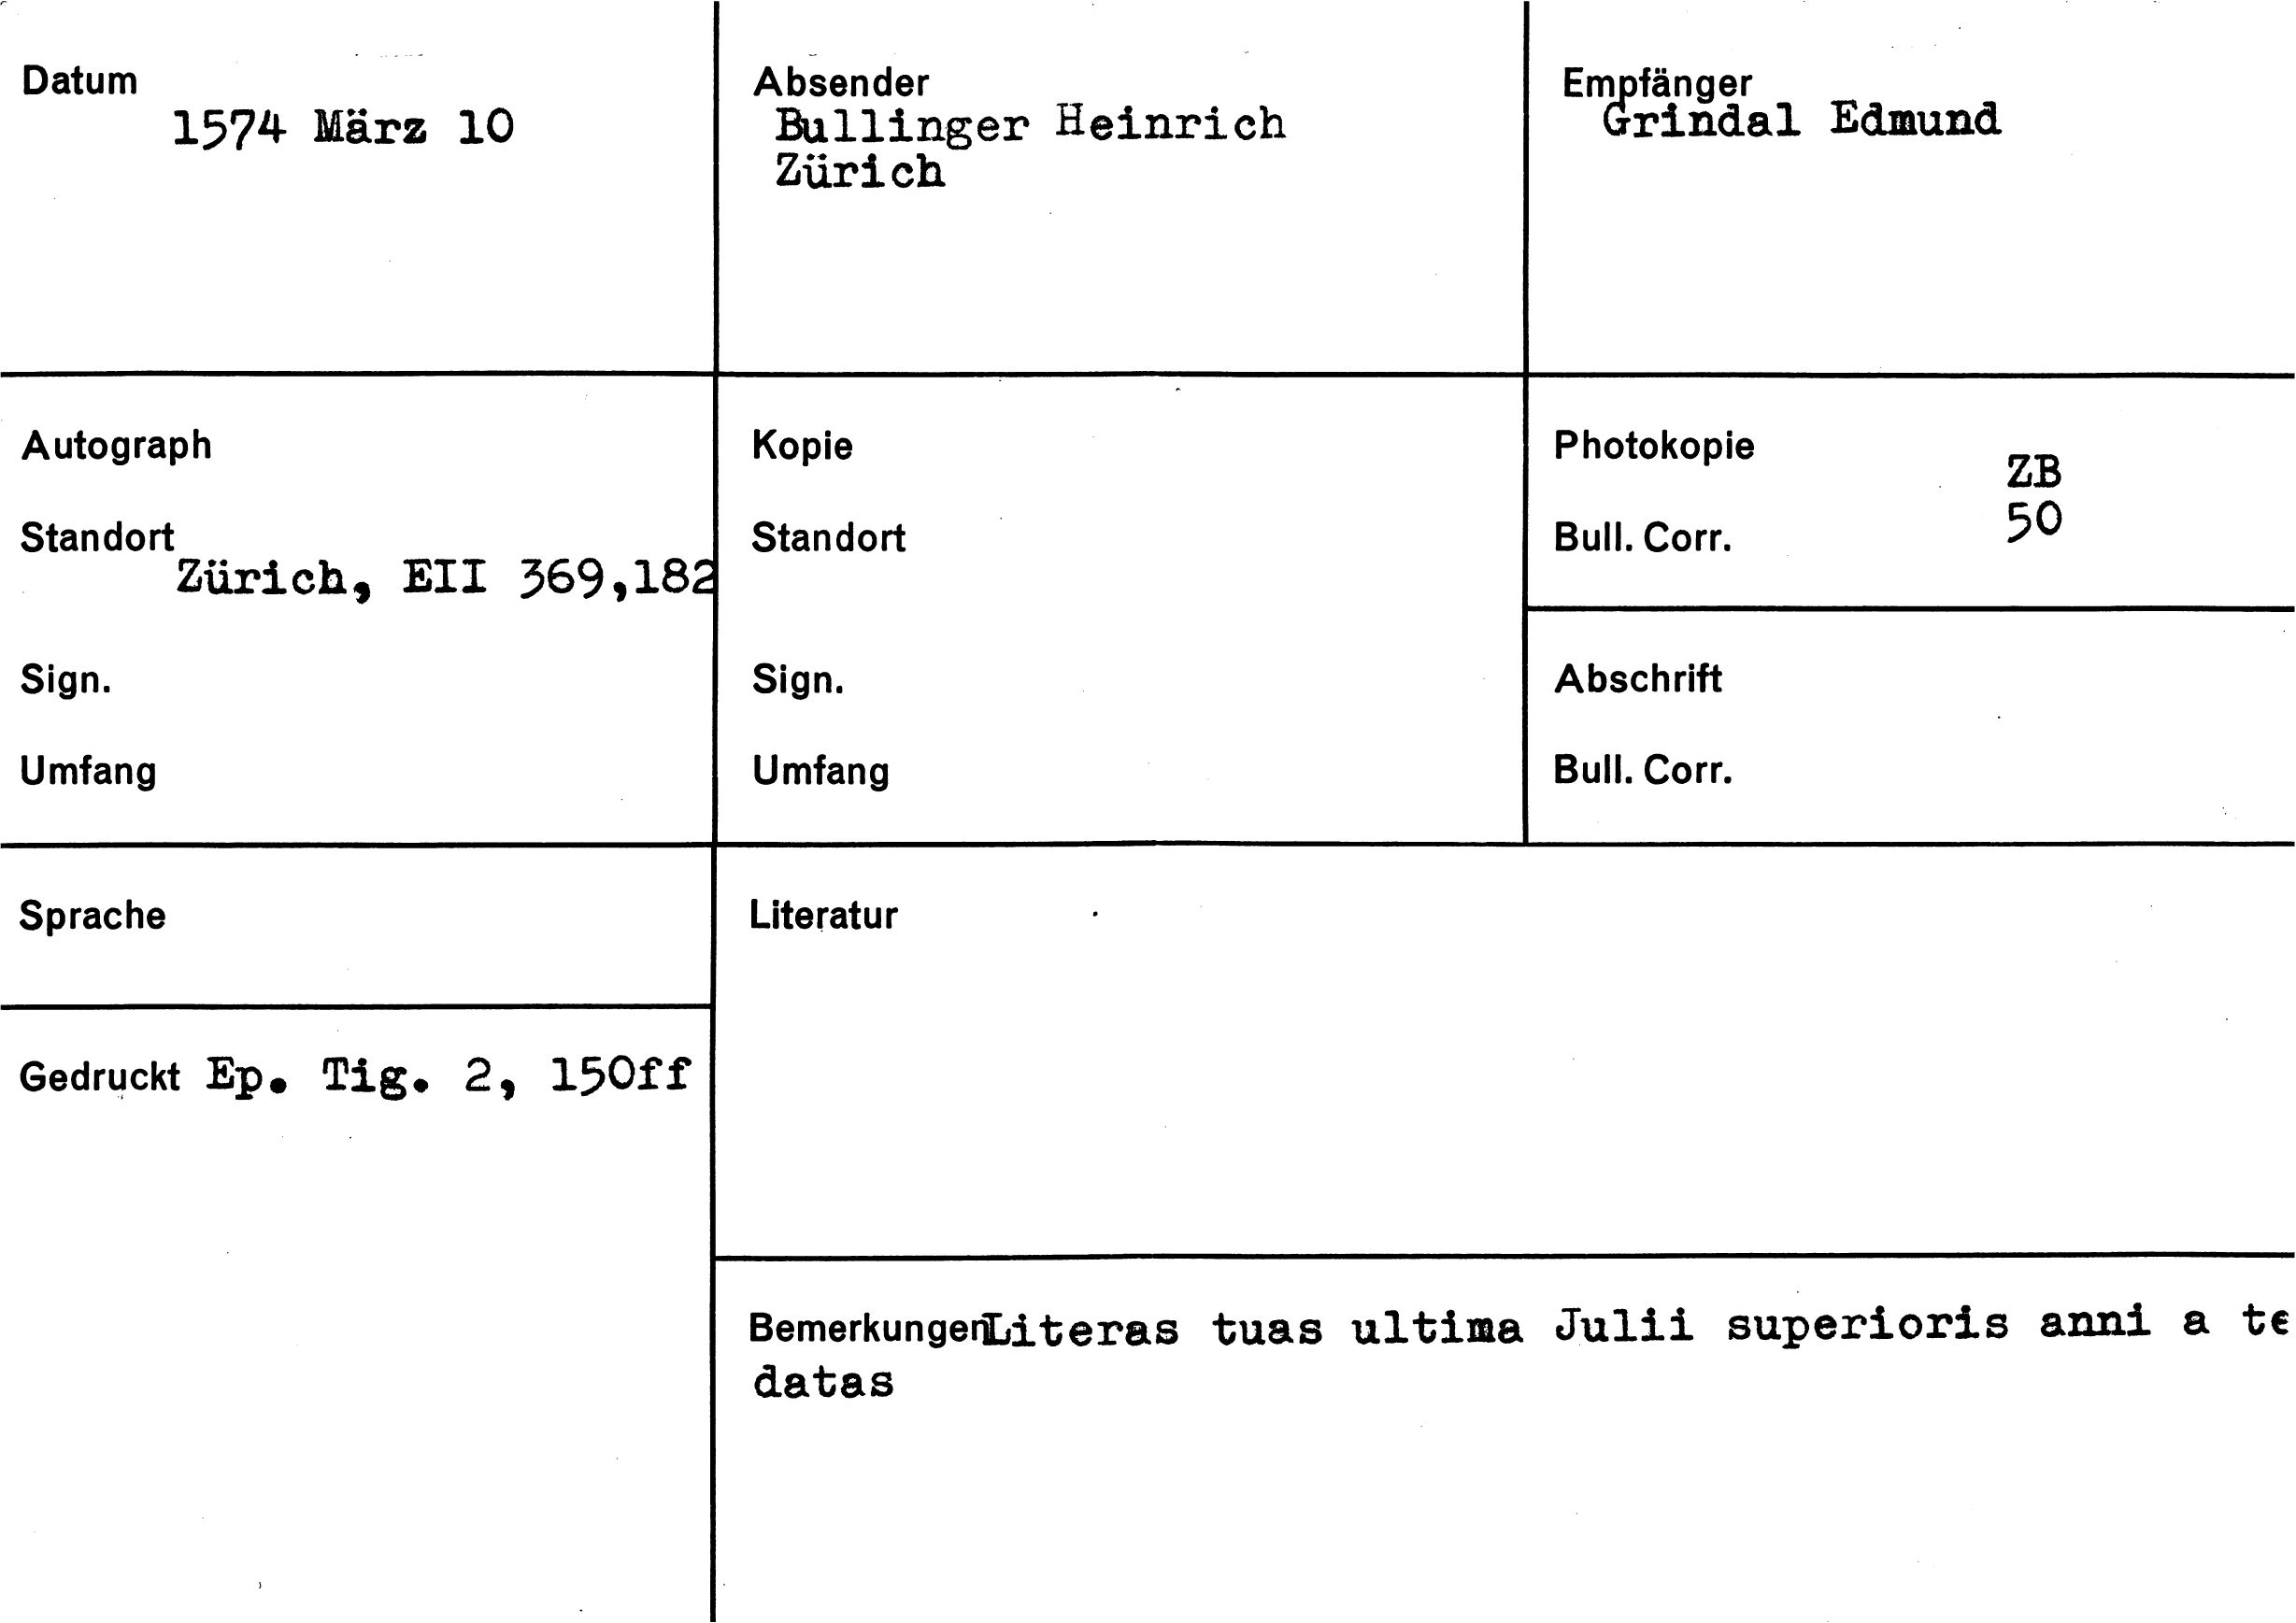 Datum
1574 März 10
Absender
Bullinger Heinrich
Zürich
Empfänger
Grindal Edmund
Autograph
Standort
Zürich, EII 369,182
Sign.
Umfang
Kopie
Standort
Sign.
Umfang
Photokopie
ZB
Bull. Corr. 50
Abschrift
Bull. Corr.
Sprache
Gedruckt Ep. Tig. 2, 150ff
Literatur
Bemerkungen Literas tuas ultima Julii superioris anni a te
datas